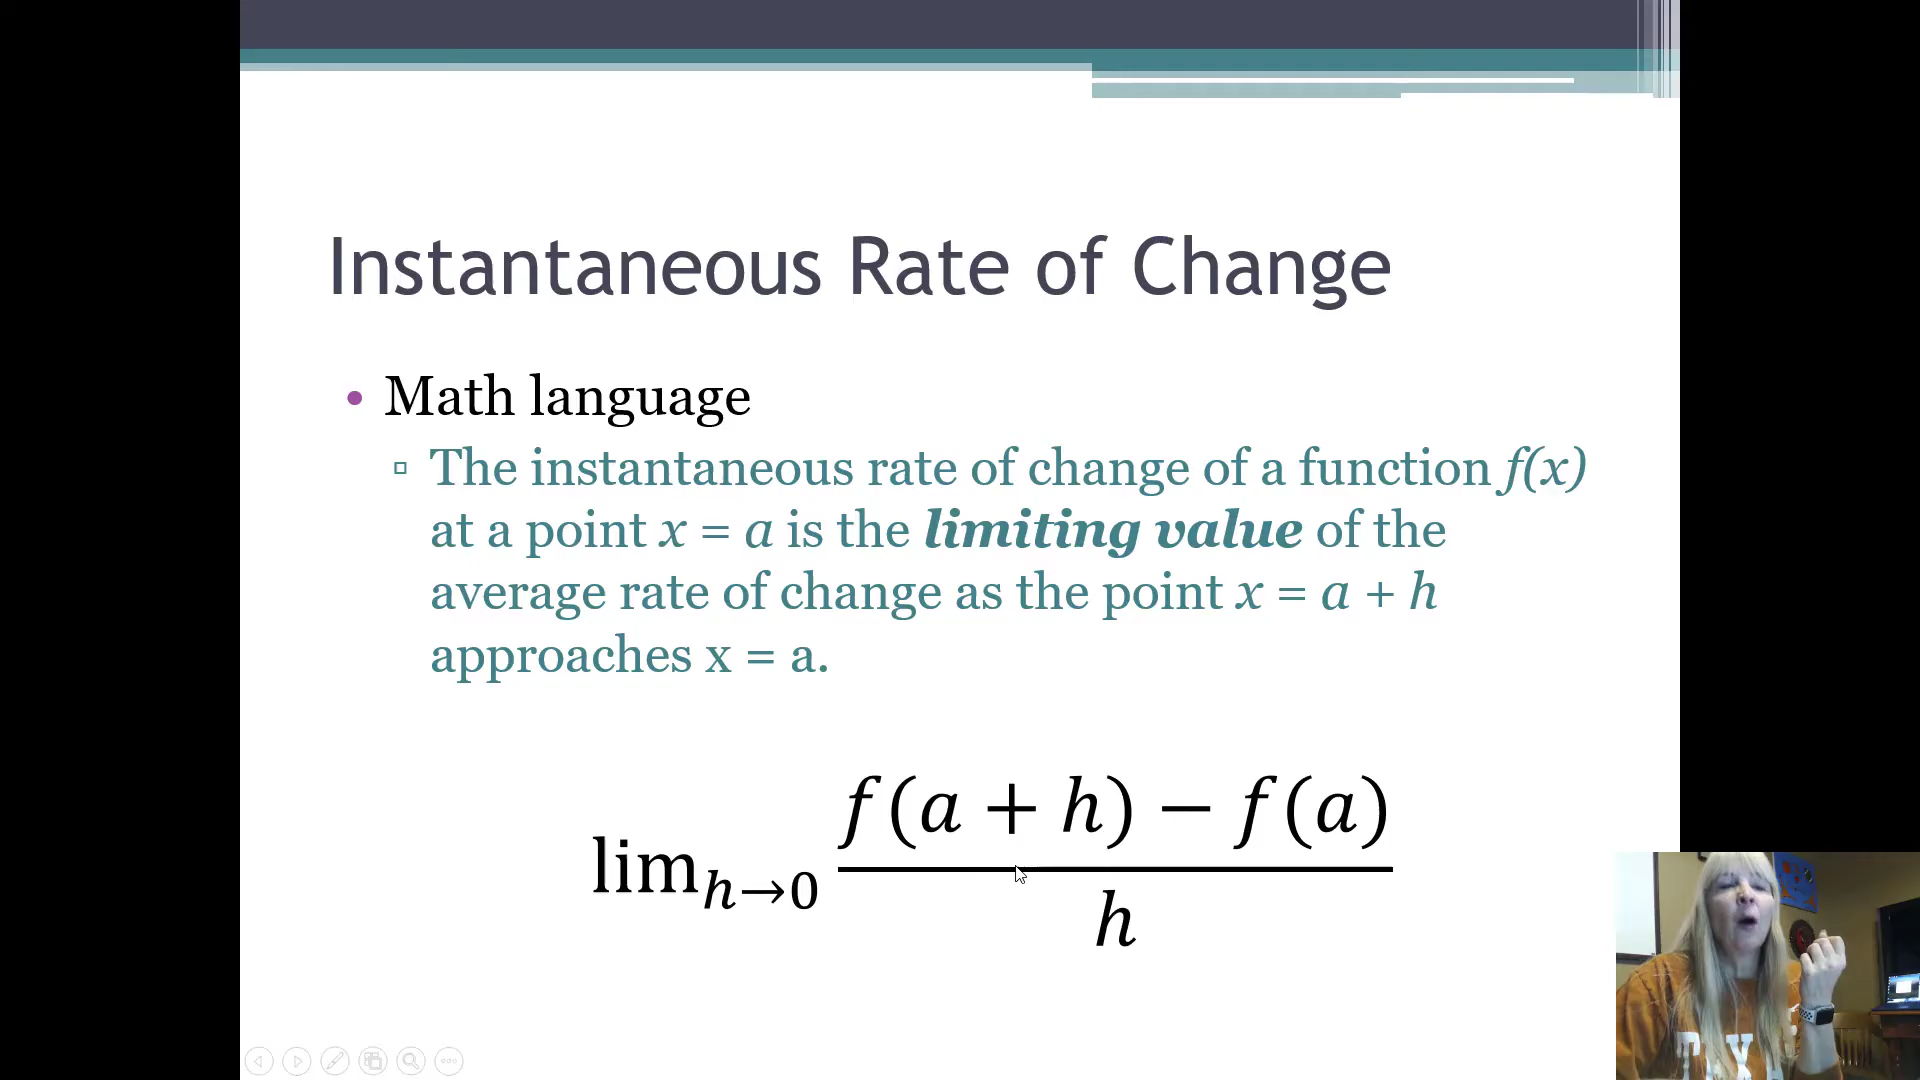 Instantaneous Rate of Change
• Math language
▫ The instantaneous rate of change of a function f(x)
at a point x = a is the limiting value of the
average rate of change as the point x = a + h
approaches x = a.
lim_{h→0} \frac{f(a + h) − f(a)}{h}